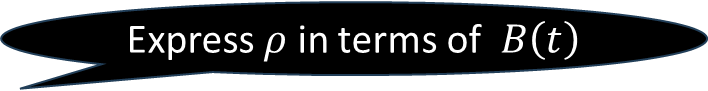 Express 𝜌 in terms of 𝐵(𝑡)